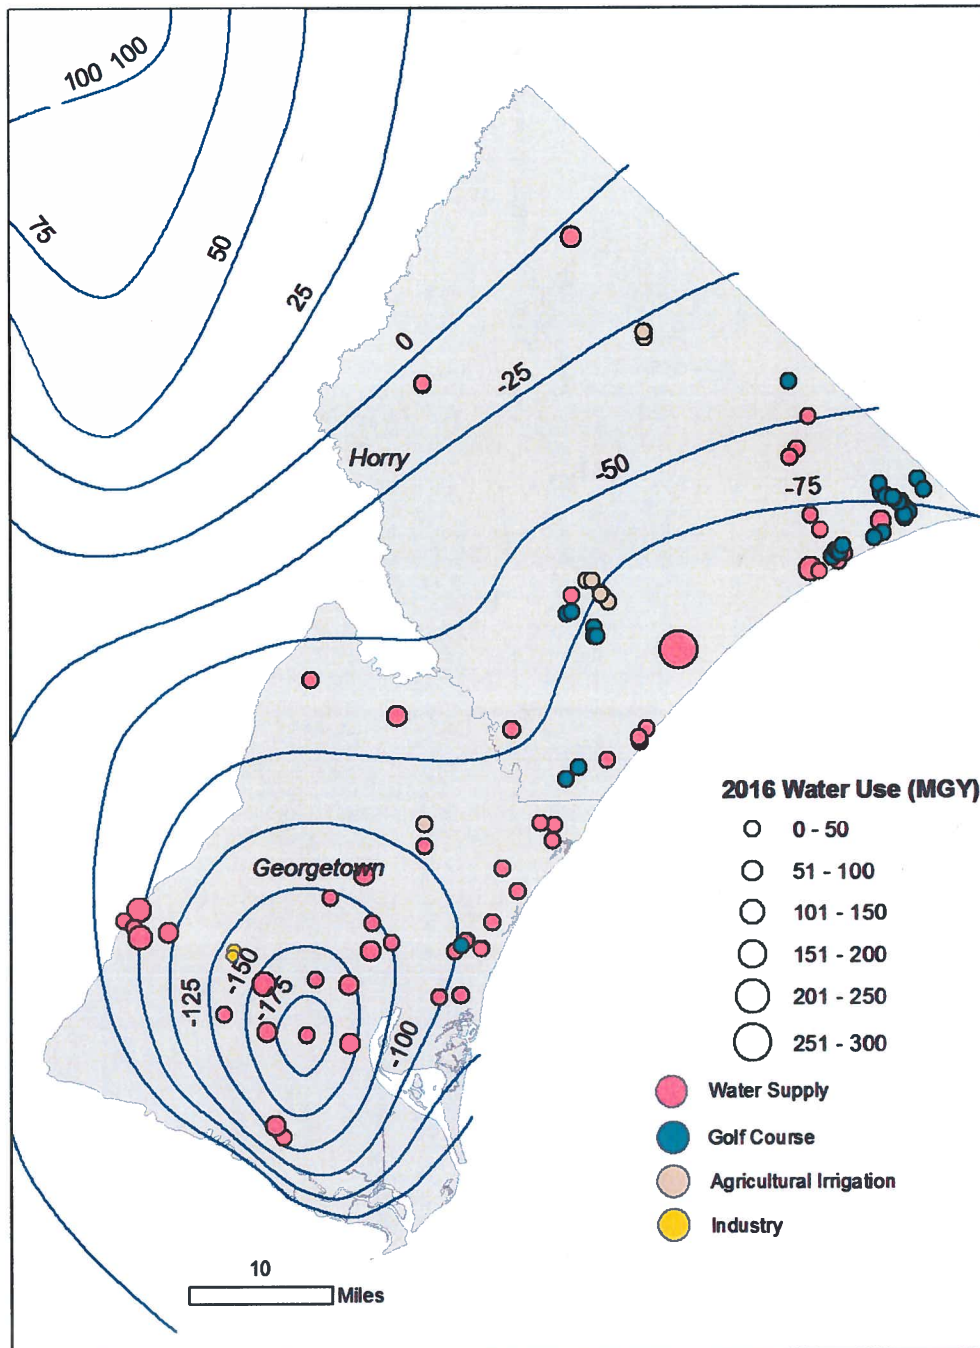 100 100
75
50
25
0
-25
Horry
-50
-75
2016 Water Use (MGY)
0 - 50
51 - 100
Georgetown
101 - 150
151 - 200
-150
-175
-125
201 - 250
-100
251 - 300
Water Supply
Golf Course
Agricultural Irrigation
Industry
10
Miles